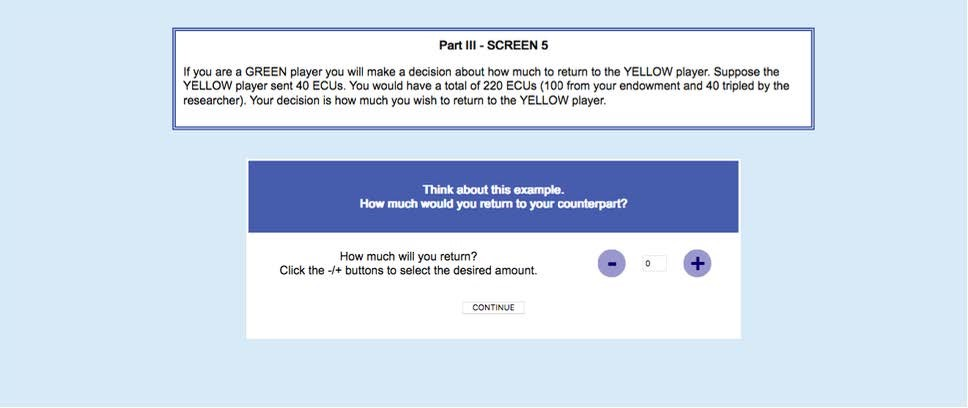 Part III - SCREEN 5
If you are a GREEN player you will make a decision about how much to return to the YELLOW player. Suppose the
YELLOW player sent 40 ECUs. You would have a total of 220 ECUs (100 from your endowment and 40 tripled by the
researcher). Your decision is how much you wish to return to the YELLOW player.
Think about this example.
How much would you return to your counterpart?
How much will you return?
Click the -/+ buttons to select the desired amount.
- 0 +
CONTINUE